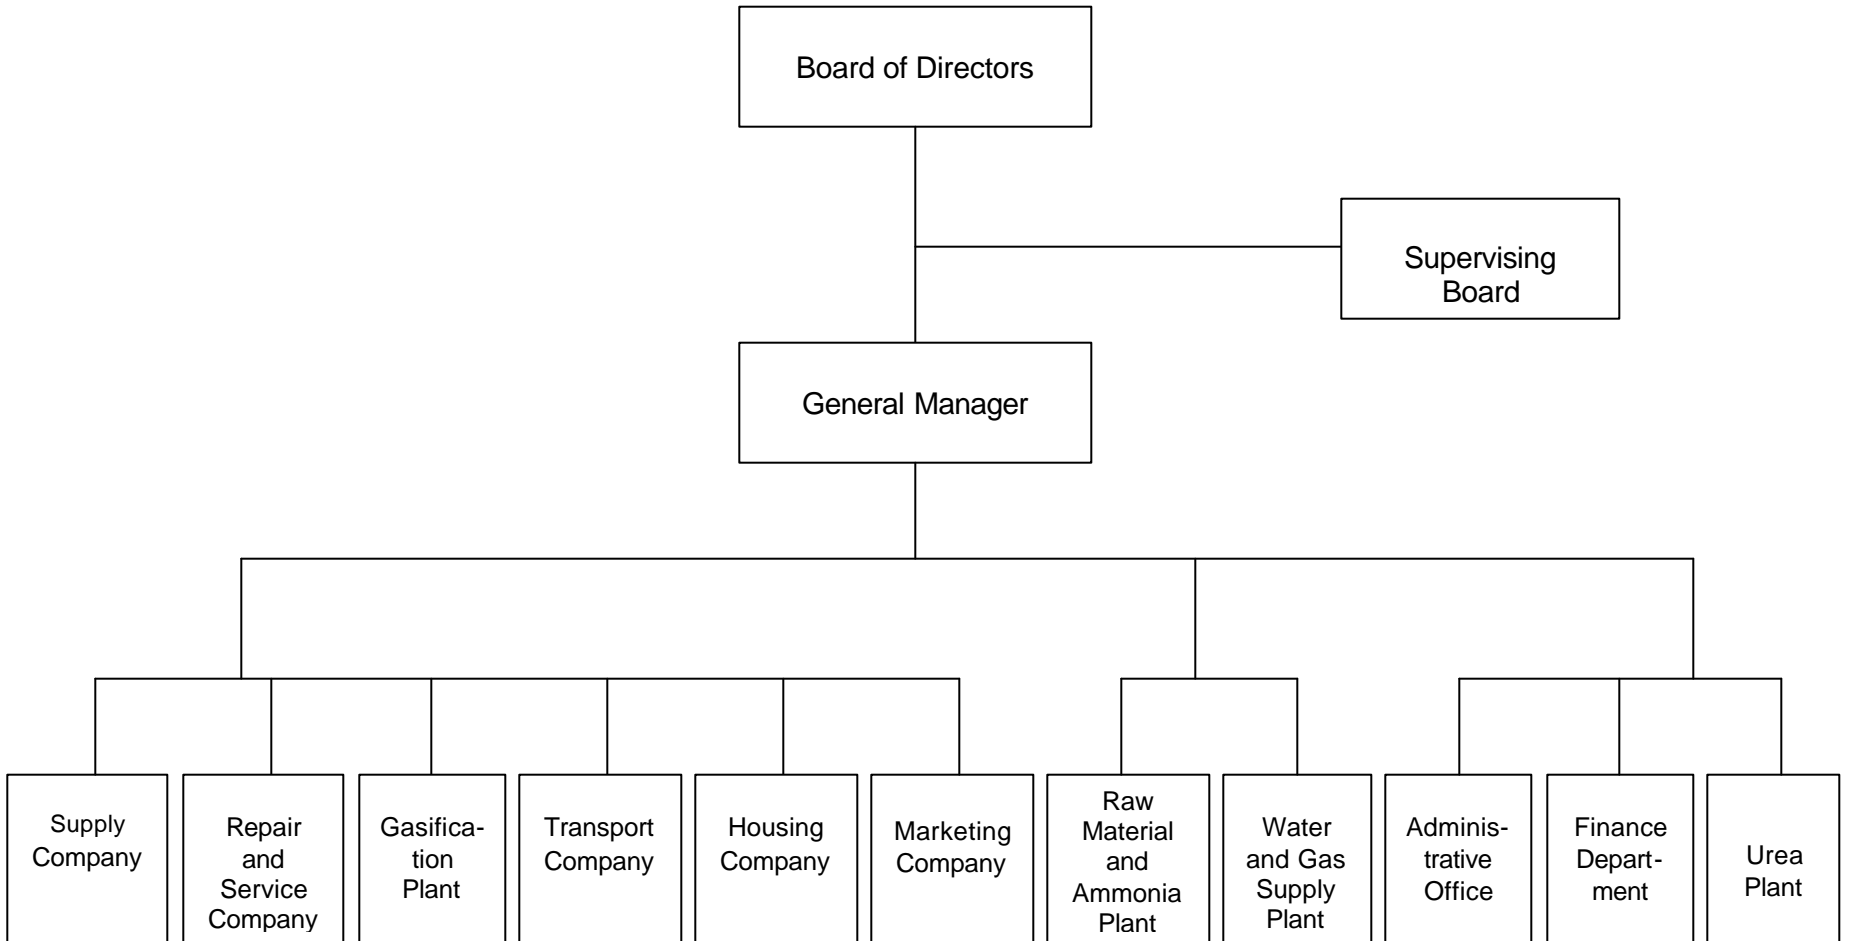 Board of Directors
Supervising
Board
General Manager
Supply
Company
Repair
and
Service
Company
Gasifica-
tion
Plant
Transport
Company
Housing
Company
Marketing
Company
Raw
Material
and
Ammonia
Plant
Water
and Gas
Supply
Plant
Adminis-
trative
Office
Finance
Depart-
ment
Urea
Plant